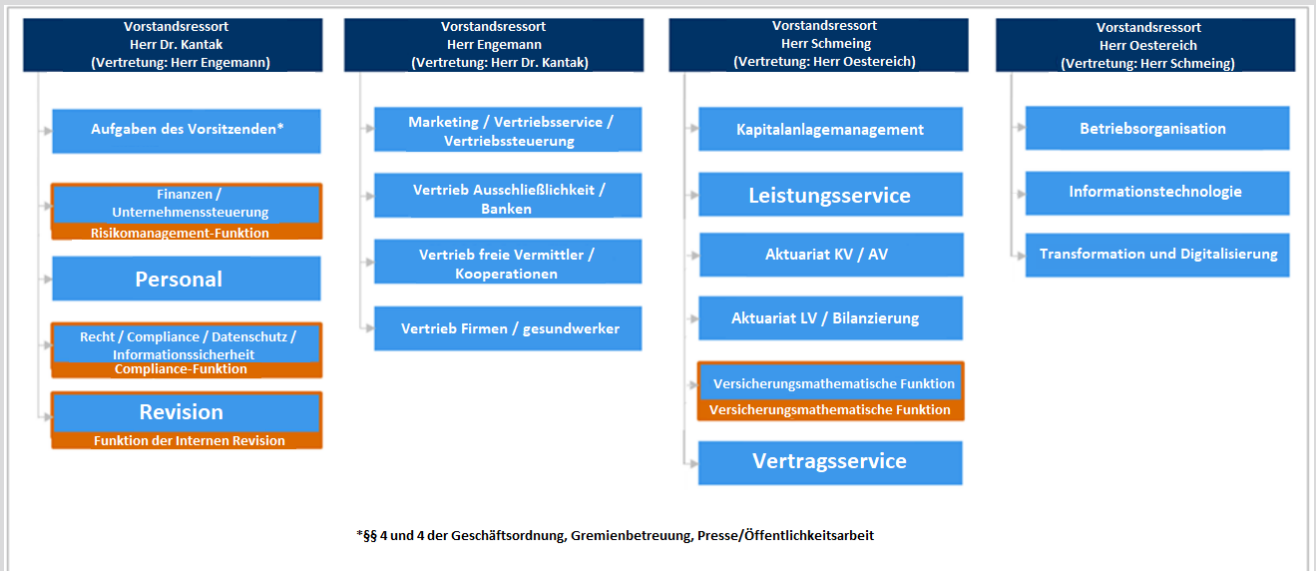 Vorstandsressort
Herr Dr. Kantak
(Vertretung: Herr Engemann)
Aufgaben des Vorsitzenden*
Finanzen /
Unternehmenssteuerung
Risikomanagement-Funktion
Personal
Recht / Compliance / Datenschutz /
Informationssicherheit
Compliance-Funktion
Revision
Funktion der Internen Revision
Vorstandsressort
Herr Engemann
(Vertretung: Herr Dr. Kantak)
Marketing / Vertriebsservice /
Vertriebssteuerung
Vertrieb Ausschließlichkeit /
Banken
Vertrieb freie Vermittler /
Kooperationen
Vertrieb Firmen / gesundwerker
Vorstandsressort
Herr Schmeing
(Vertretung: Herr Oestereich)
Kapitalanlagemanagement
Leistungsservice
Aktuariat KV / AV
Aktuariat LV / Bilanzierung
Versicherungsmathematische Funktion
Versicherungsmathematische Funktion
Vertragsservice
Vorstandsressort
Herr Oestereich
(Vertretung: Herr Schmeing)
Betriebsorganisation
Informationstechnologie
Transformation und Digitalisierung
*§§ 4 und 4 der Geschäftsordnung, Gremienbetreuung, Presse/Öffentlichkeitsarbeit